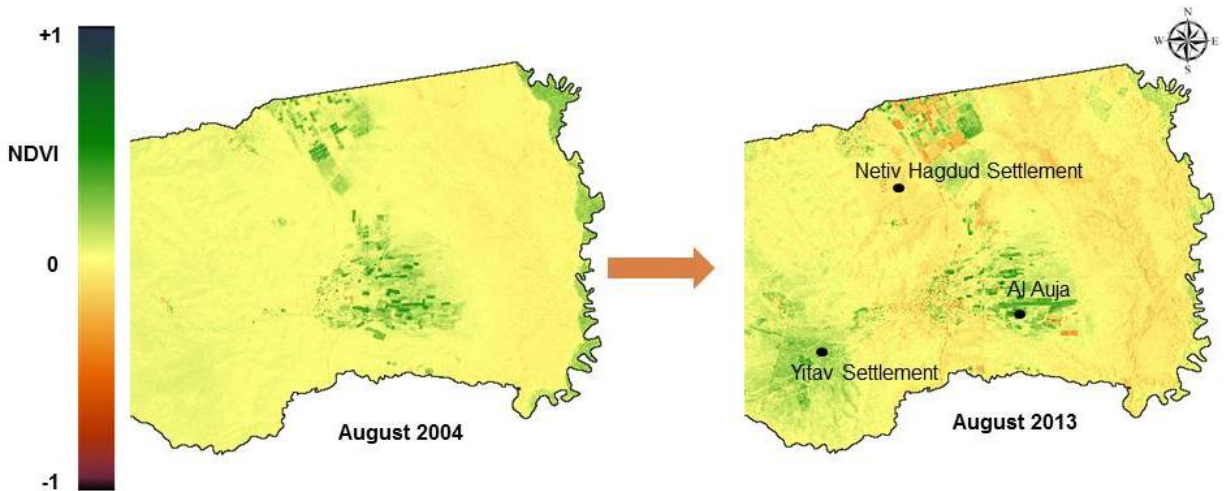 +1
NDVI
0
-1
August 2004
N
W
E
S
Netiv Hagdud Settlement
Al Auja
Yitav Settlement
August 2013